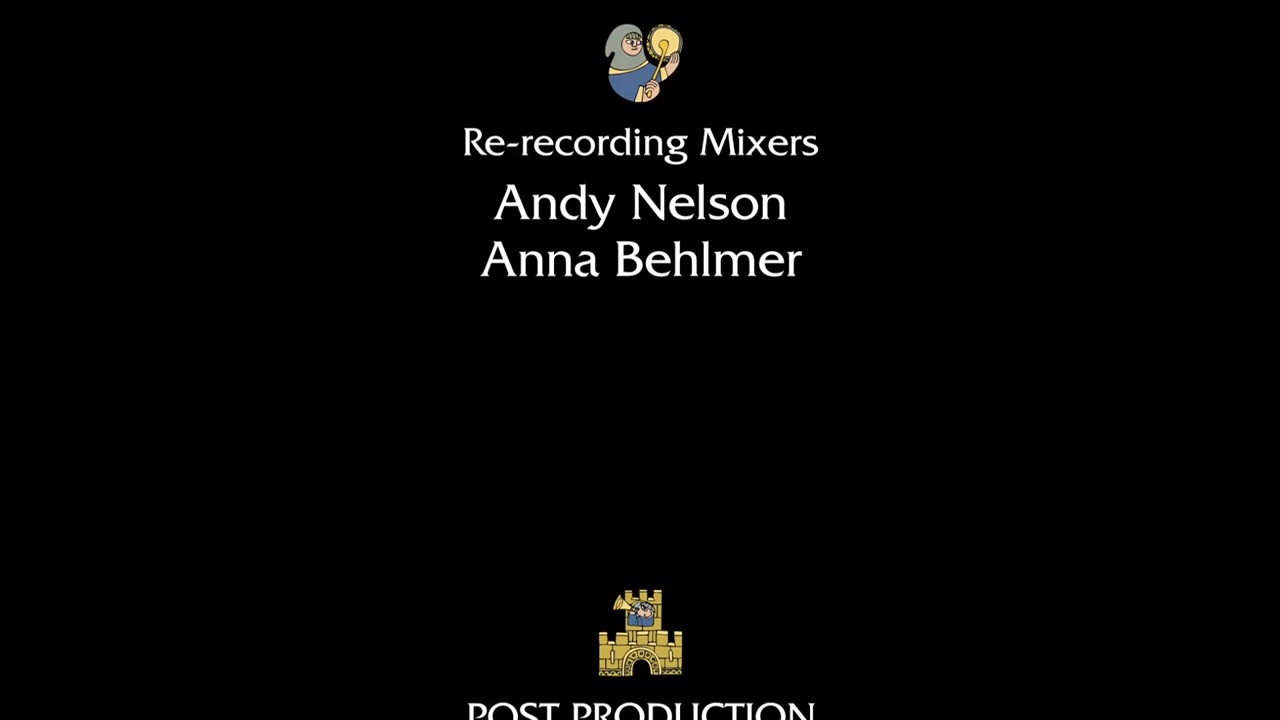 Re-recording Mixers
Andy Nelson
Anna Behlmer
POST PRODUCTION